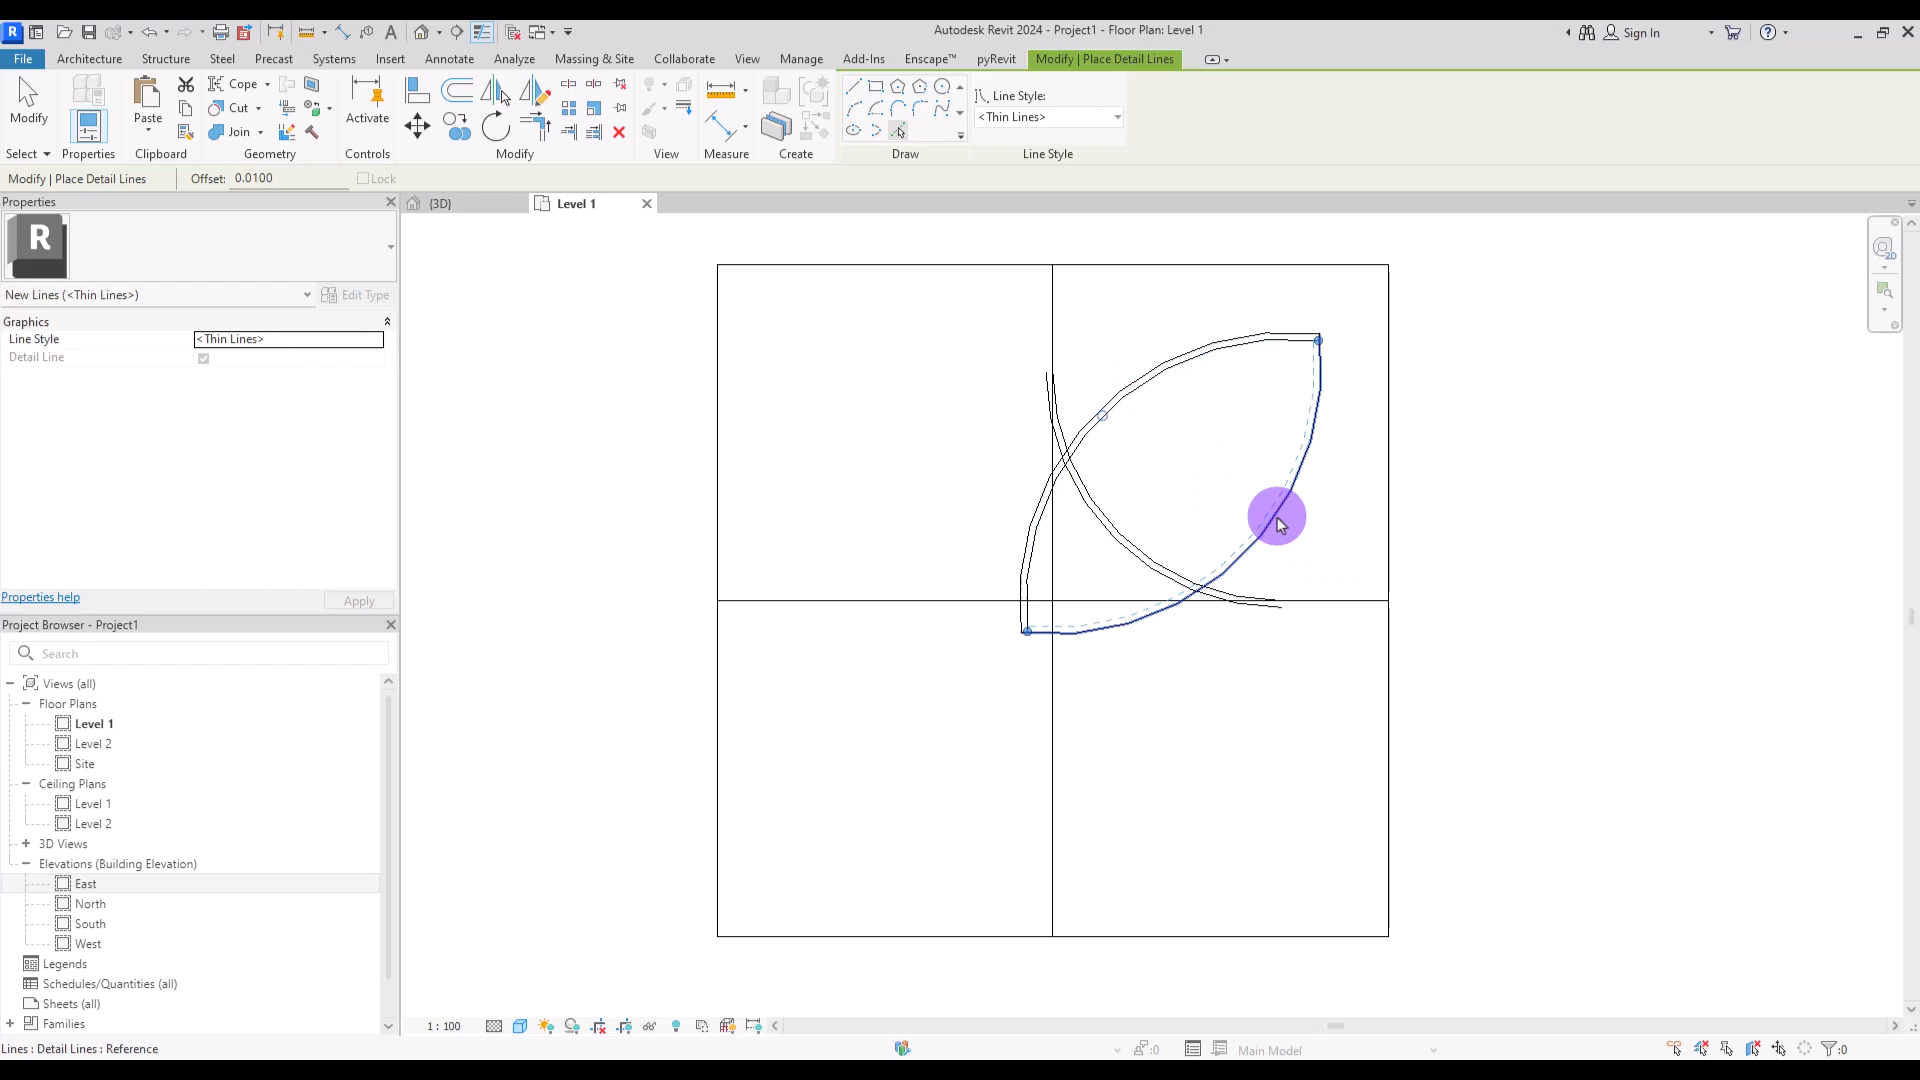 Autodesk Revit 2024 - Project1 - Floor Plan: Level 1
Sign In
File Architecture Structure Steel Precast Systems Insert Annotate Analyze Massing & Site Collaborate View Manage Add-Ins Enscape™ pyRevit Modify | Place Detail Lines
Modify
Paste
Cope
Cut
Join
Activate
Line Style:
<Thin Lines>
Select Properties Clipboard Geometry Controls Modify View Measure Create Draw Line Style
Modify | Place Detail Lines Offset: 0.0100 Lock
Properties
{3D}
Level 1
R
New Lines (<Thin Lines>)
Edit Type
Graphics
Line Style <Thin Lines>
Detail Line
Properties help
Apply
Project Browser - Project1
Search
Views (all)
Floor Plans
Level 1
Level 2
Site
Ceiling Plans
Level 1
Level 2
3D Views
Elevations (Building Elevation)
East
North
South
West
Legends
Schedules/Quantities (all)
Sheets (all)
Families
1 : 100
Lines : Detail Lines : Reference
:0
Main Model
:0